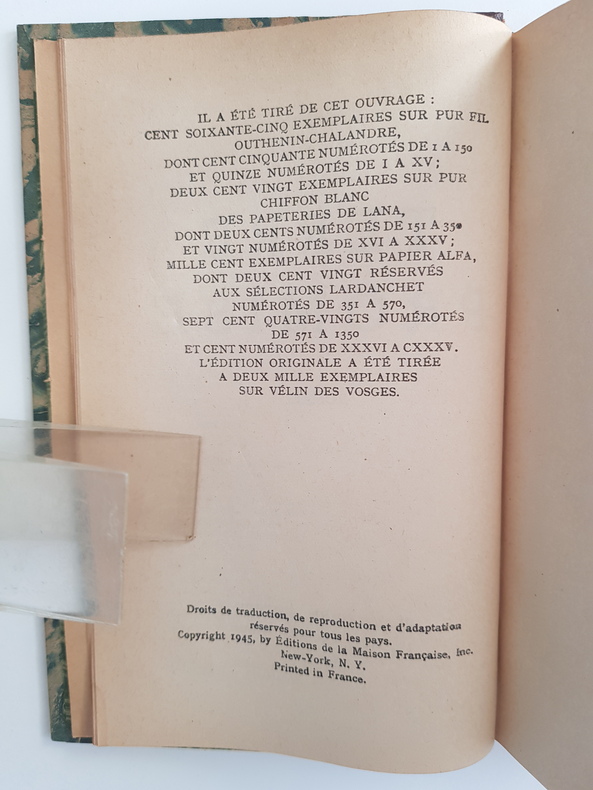 IL A ÉTÉ TIRÉ DE CET OUVRAGE :
CENT SOIXANTE-CINQ EXEMPLAIRES SUR PUR FIL
OUTHENIN-CHALANDRE,
DONT CENT CINQUANTE NUMÉROTÉS DE 1 A 150
ET QUINZE NUMÉROTÉS DE I A XV ;
DEUX CENT VINGT EXEMPLAIRES SUR PUR
CHIFFON BLANC
DES PAPETERIES DE LANA,
DONT DEUX CENTS NUMÉROTÉS DE 151 A 350
ET VINGT NUMÉROTÉS DE XVI A XXXV ;
MILLE CENT EXEMPLAIRES SUR PAPIER ALFA,
DONT DEUX CENT VINGT RÉSERVÉS
AUX SÉLECTIONS LARDANCHET
NUMÉROTÉS DE 351 A 570,
SEPT CENT QUATRE-VINGTS NUMÉROTÉS
DE 571 A 1350
ET CENT NUMÉROTÉS DE XXXVI A CXXXV.
L'ÉDITION ORIGINALE A ÉTÉ TIRÉE
A DEUX MILLE EXEMPLAIRES
SUR VÉLIN DES VOSGES.
Droits de traduction, de reproduction et d'adaptation
réservés pour tous les pays.
Copyright 1945, by Éditions de la Maison Française, Inc.
New-York, N. Y.
Printed in France.